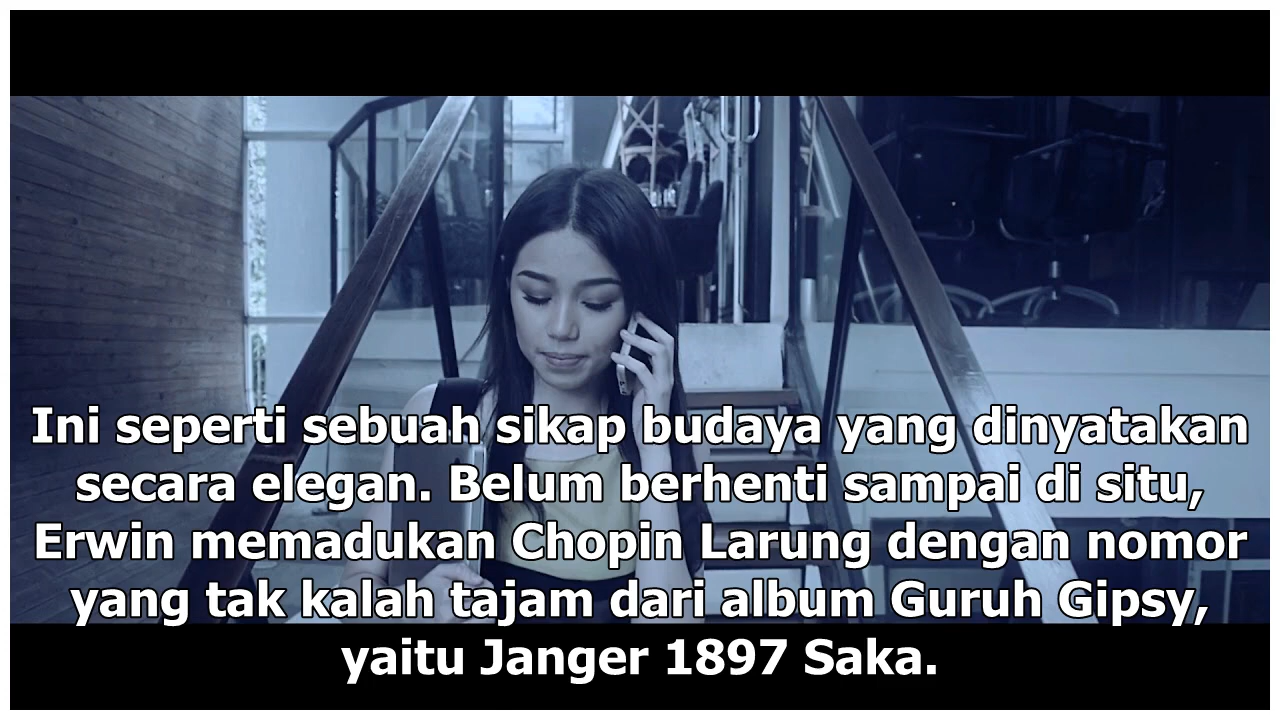 Ini seperti sebuah sikap budaya yang dinyatakan
secara elegan. Belum berhenti sampai di situ,
Erwin memadukan Chopin Larung dengan nomor
yang tak kalah tajam dari album Guruh Gipsy,
yaitu Janger 1897 Saka.